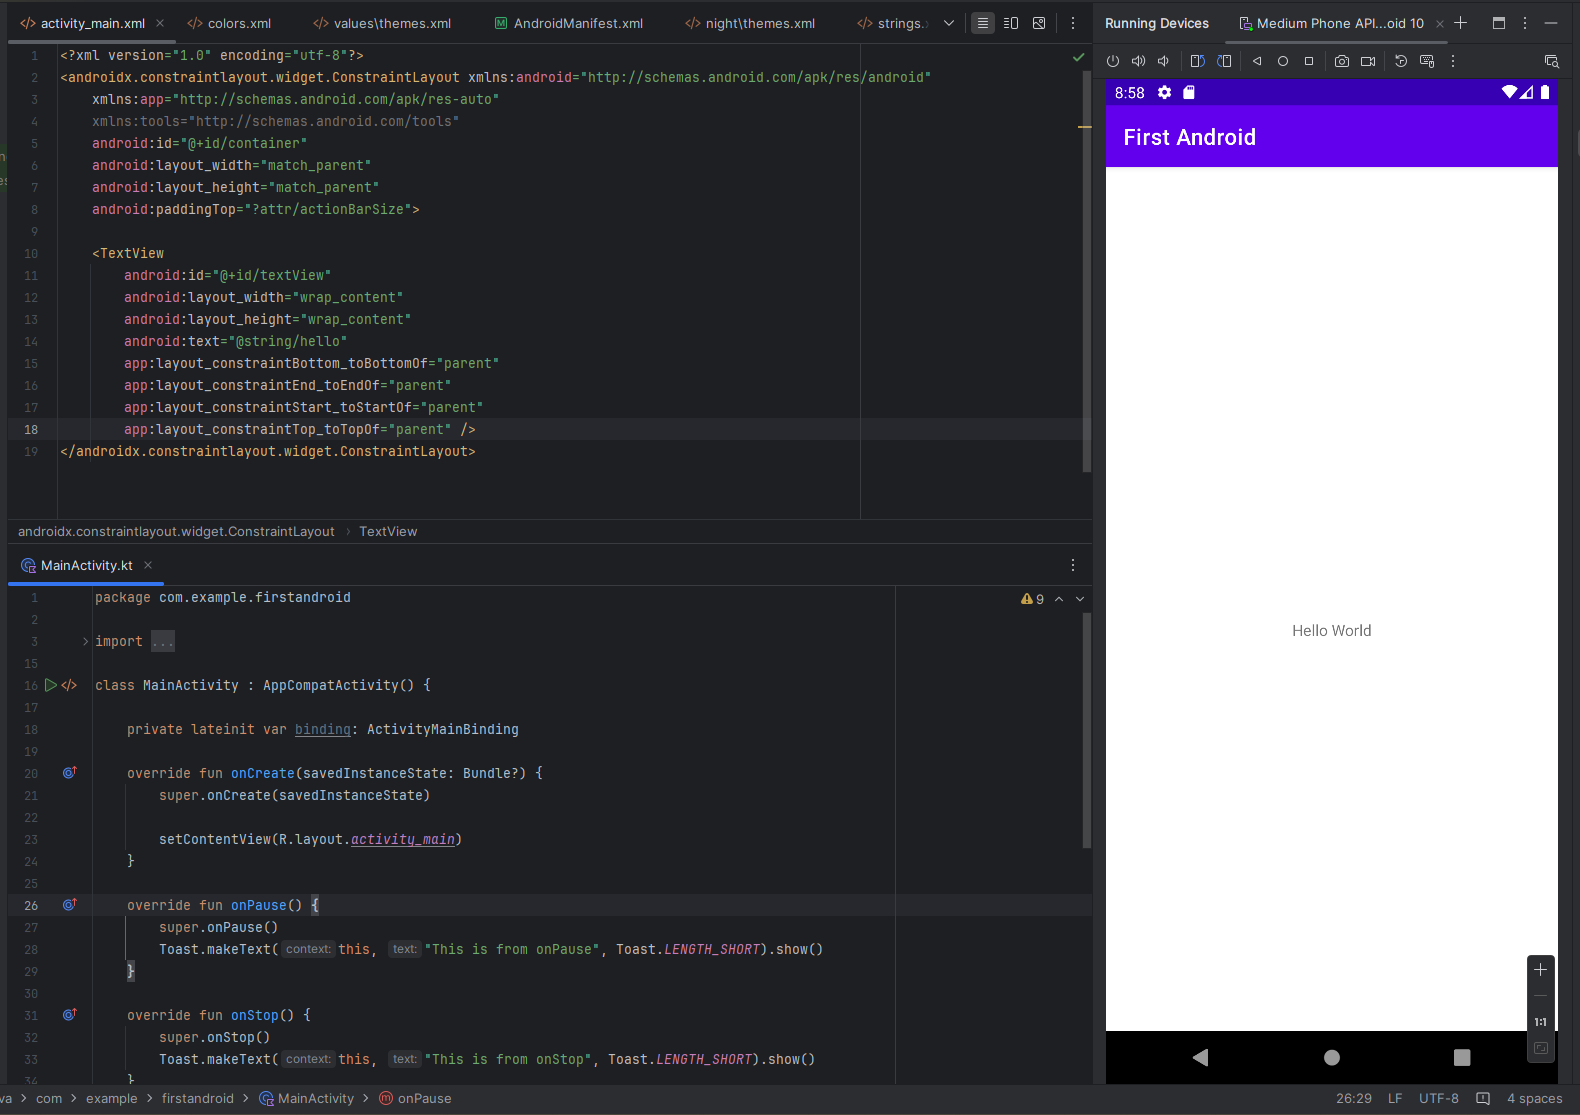 activity_main.xml
colors.xml
values\themes.xml
AndroidManifest.xml
night\themes.xml
strings.
Running Devices
Medium Phone API...oid 10
1 <?xml version="1.0" encoding="utf-8"?>
2 <androidx.constraintlayout.widget.ConstraintLayout xmlns:android="http://schemas.android.com/apk/res/android"
3 xmlns:app="http://schemas.android.com/apk/res-auto"
4 xmlns:tools="http://schemas.android.com/tools"
5 android:id="@+id/container"
6 android:layout_width="match_parent"
7 android:layout_height="match_parent"
8 android:paddingTop="?attr/actionBarSize">
9
10 <TextView
11 android:id="@+id/textView"
12 android:layout_width="wrap_content"
13 android:layout_height="wrap_content"
14 android:text="@string/hello"
15 app:layout_constraintBottom_toBottomOf="parent"
16 app:layout_constraintEnd_toEndOf="parent"
17 app:layout_constraintStart_toStartOf="parent"
18 app:layout_constraintTop_toTopOf="parent" />
19 </androidx.constraintlayout.widget.ConstraintLayout>
androidx.constraintlayout.widget.ConstraintLayout › TextView
MainActivity.kt
9
1 package com.example.firstandroid
2
3 import ...
15
16 class MainActivity : AppCompatActivity() {
17
18 private lateinit var binding: ActivityMainBinding
19
20 override fun onCreate(savedInstanceState: Bundle?) {
21 super.onCreate(savedInstanceState)
22
23 setContentView(R.layout.activity_main)
24 }
25
26 override fun onPause() {
27 super.onPause()
28 Toast.makeText( context: this, text: "This is from onPause", Toast.LENGTH_SHORT).show()
29 }
30
31 override fun onStop() {
32 super.onStop()
33 Toast.makeText( context: this, text: "This is from onStop", Toast.LENGTH_SHORT).show()
34 }
8:58
First Android
Hello World
1:1
va > com > example > firstandroid > MainActivity > onPause
26:29 LF UTF-8 4 spaces